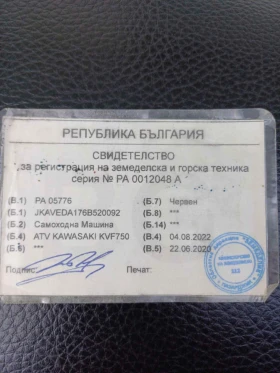 РЕПУБЛИКА БЪЛГАРИЯ
СВИДЕТЕЛСТВО
за регистрация на земеделска и горска техника
серия № РА 0012048 А
(В.1) РА 05776 (Б.7) Червен
(Б.1) JKAVEDA176B520092 (Б.8) ***
(Б.2) Самоходна Машина (Б.14) ***
(Б.4) ATV KAWASAKI KVF750 (В.4) 04.08.2022
(Б.6) *** (В.5) 22.06.2020
Подпис: Печат: